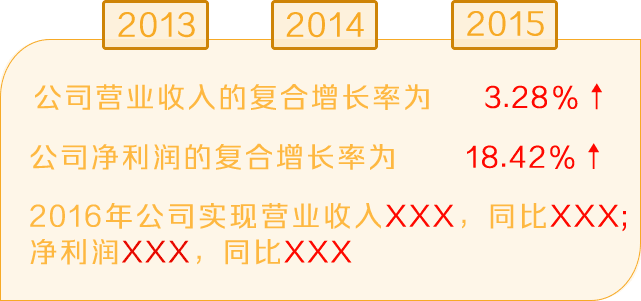 2013 2014 2015
公司营业收入的复合增长率为 3.28%↑
公司净利润的复合增长率为 18.42%↑
2016年公司实现营业收入XXX，同比XXX;
净利润XXX，同比XXX